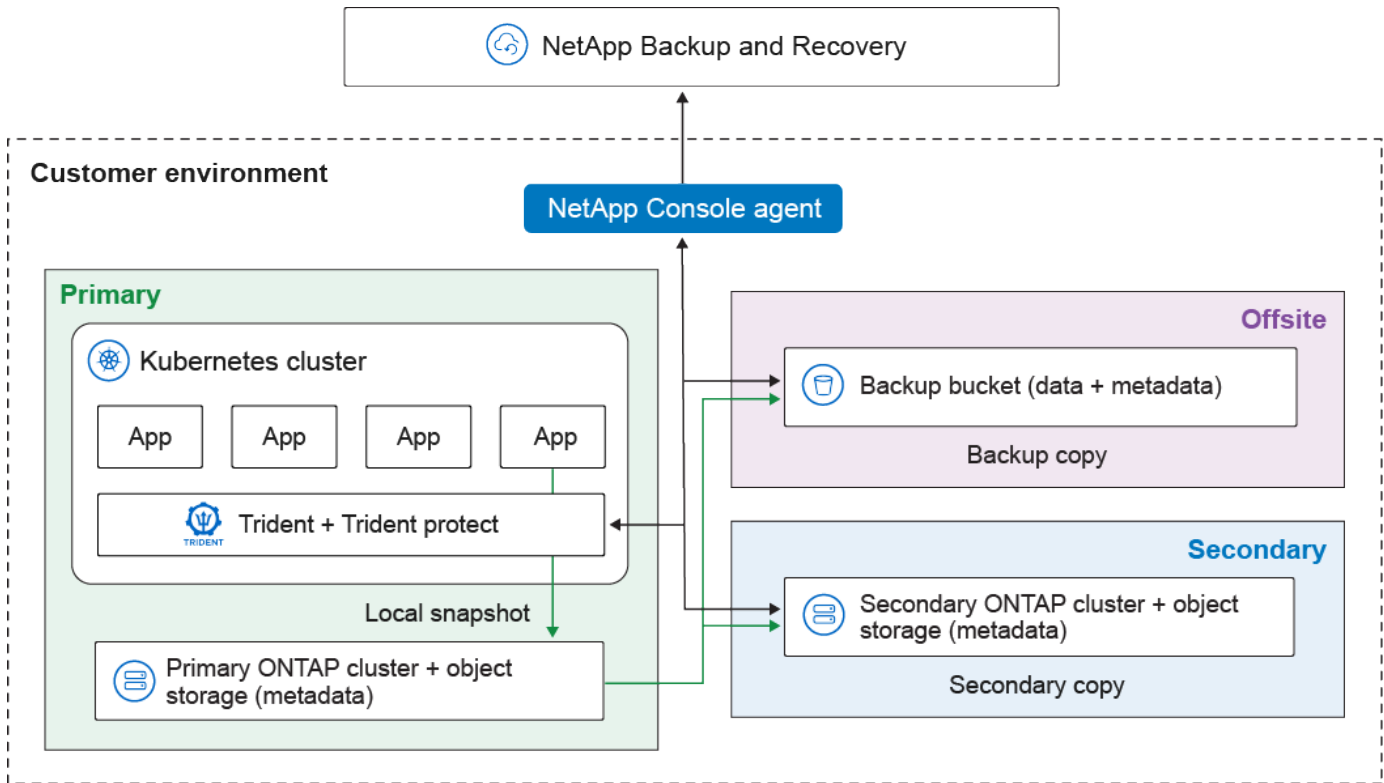 NetApp Backup and Recovery
Customer environment
NetApp Console agent
Primary
Kubernetes cluster
App
App
App
App
TRIDENT
Trident + Trident protect
Local snapshot
Primary ONTAP cluster + object
storage (metadata)
Offsite
Backup bucket (data + metadata)
Backup copy
Secondary
Secondary ONTAP cluster + object
storage (metadata)
Secondary copy